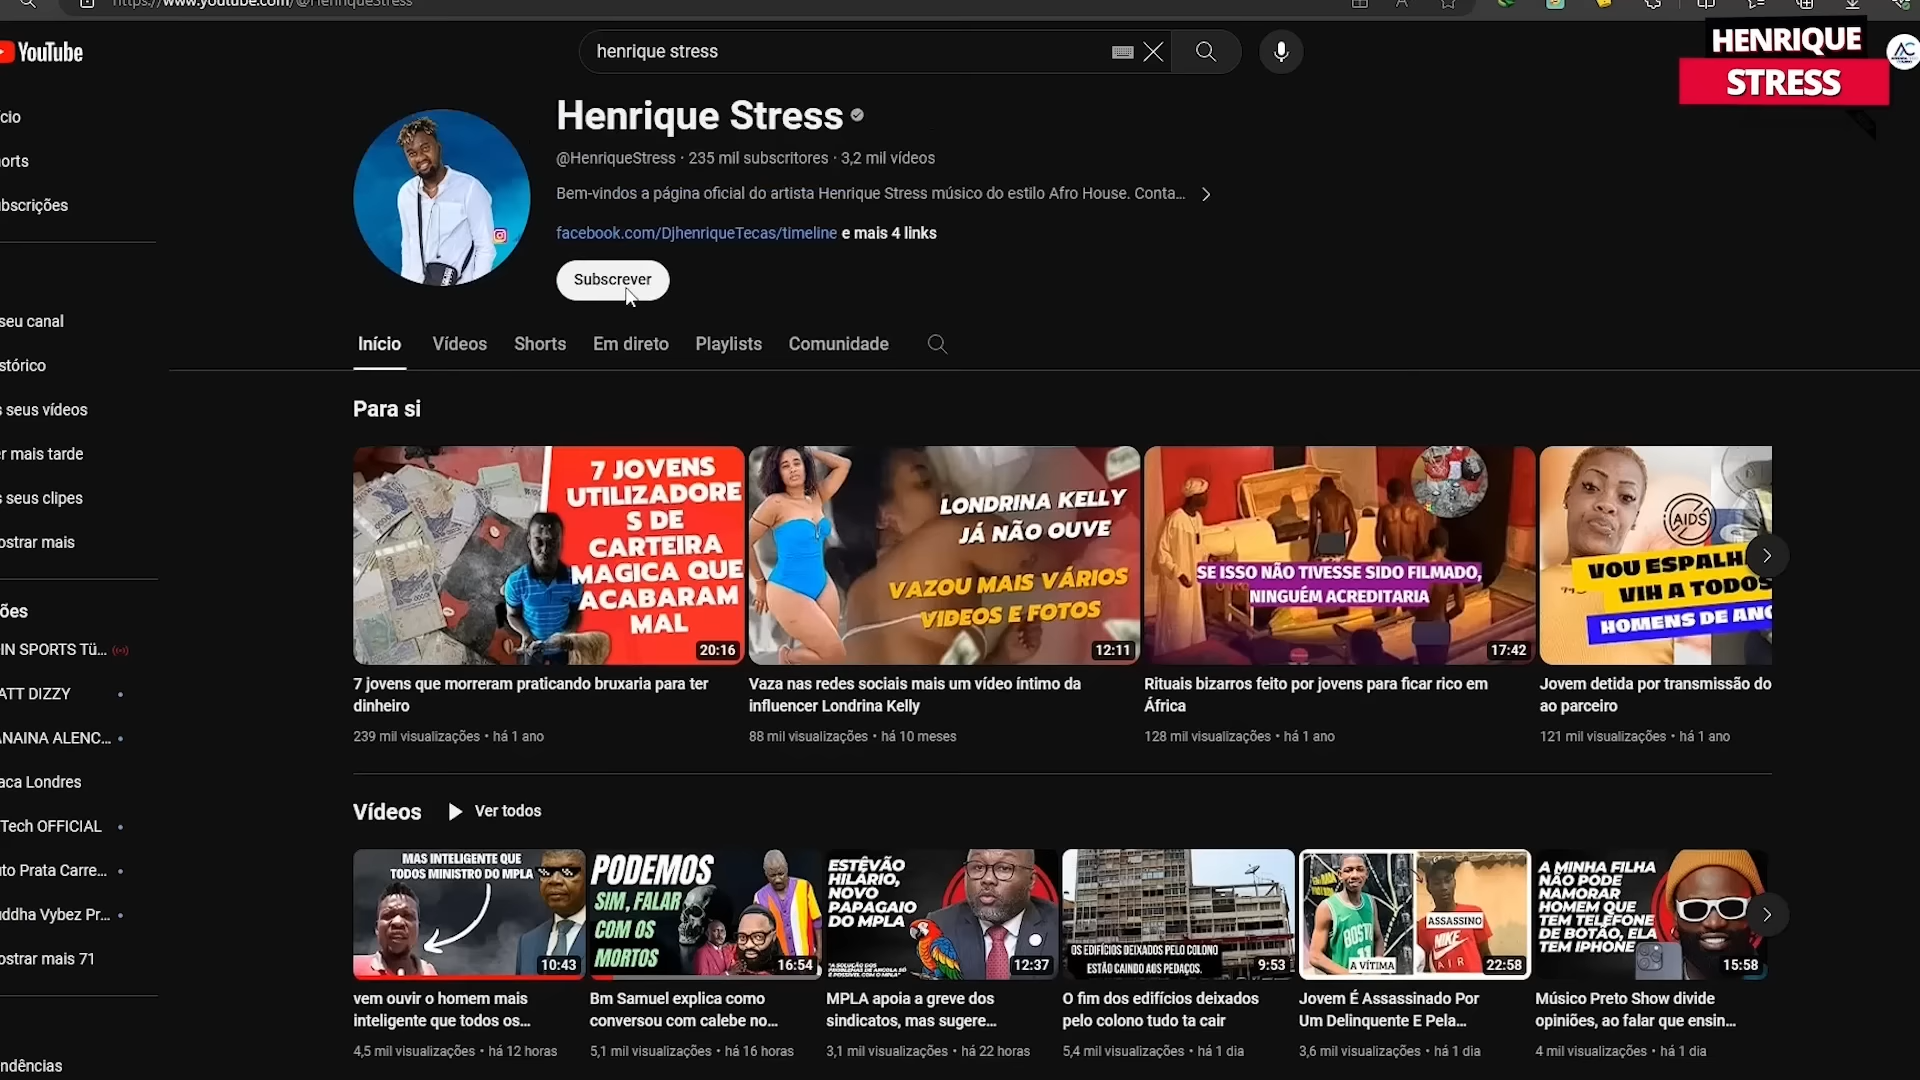 https://www.youtube.com/@HenriqueStress
YouTube
henrique stress
HENRIQUE
STRESS
Henrique Stress
@HenriqueStress · 235 mil subscritores · 3,2 mil vídeos
Bem-vindos a página oficial do artista Henrique Stress músico do estilo Afro House. Conta...
facebook.com/DjhenriqueTecas/timeline e mais 4 links
Subscrever
cio
orts
bscrições
seu canal
stórico
s seus vídeos
er mais tarde
s seus clipes
ostrar mais
ões
IN SPORTS Tü...
ATT DIZZY
ANAINA ALENC...
aca Londres
Tech OFFICIAL
uto Prata Carre...
uddha Vybez Pr...
ostrar mais 71
ndências
Início Vídeos Shorts Em direto Playlists Comunidade
Para si
7 JOVENS
UTILIZADORE
S DE
CARTEIRA
MAGICA QUE
ACABARAM
MAL
20:16
LONDRINA KELLY
JÁ NÃO OUVE
VAZOU MAIS VÁRIOS
VIDEOS E FOTOS
12:11
SE ISSO NÃO TIVESSE SIDO FILMADO,
NINGUÉM ACREDITARIA
17:42
AIDS
VOU ESPALH
VIH A TODOS
HOMENS DE ANG
7 jovens que morreram praticando bruxaria para ter
dinheiro
239 mil visualizações • há 1 ano
Vaza nas redes sociais mais um vídeo íntimo da
influencer Londrina Kelly
88 mil visualizações • há 10 meses
Rituais bizarros feito por jovens para ficar rico em
África
128 mil visualizações • há 1 ano
Jovem detida por transmissão do
ao parceiro
121 mil visualizações • há 1 ano
Vídeos Ver todos
MAS INTELIGENTE QUE
TODOS MINISTRO DO MPLA
10:43
PODEMOS
SIM, FALAR
COM OS
MORTOS
16:54
ESTÊVÃO
HILÁRIO,
NOVO
PAPAGAIO
DO MPLA
"A SOLUÇÃO DOS
PROBLEMAS DE ANGOLA SÓ
É POSSÍVEL COM O MPLA"
12:37
OS EDIFÍCIOS DEIXADOS PELO COLONO
ESTÃO CAINDO AOS PEDAÇOS.
9:53
BOST
A VÍTIMA
ASSASSINO
NIKE
AIR
22:58
A MINHA FILHA
NÃO PODE
NAMORAR
HOMEM QUE
TEM TELEFONE
DE BOTÃO, ELA
TEM IPHONE
15:58
vem ouvir o homem mais
inteligente que todos os...
4,5 mil visualizações • há 12 horas
Bm Samuel explica como
conversou com calebe no...
5,1 mil visualizações • há 16 horas
MPLA apoia a greve dos
sindicatos, mas sugere...
3,1 mil visualizações • há 22 horas
O fim dos edifícios deixados
pelo colono tudo ta cair
5,4 mil visualizações • há 1 dia
Jovem É Assassinado Por
Um Delinquente E Pela...
3,6 mil visualizações • há 1 dia
Músico Preto Show divide
opiniões, ao falar que ensin...
4 mil visualizações • há 1 dia